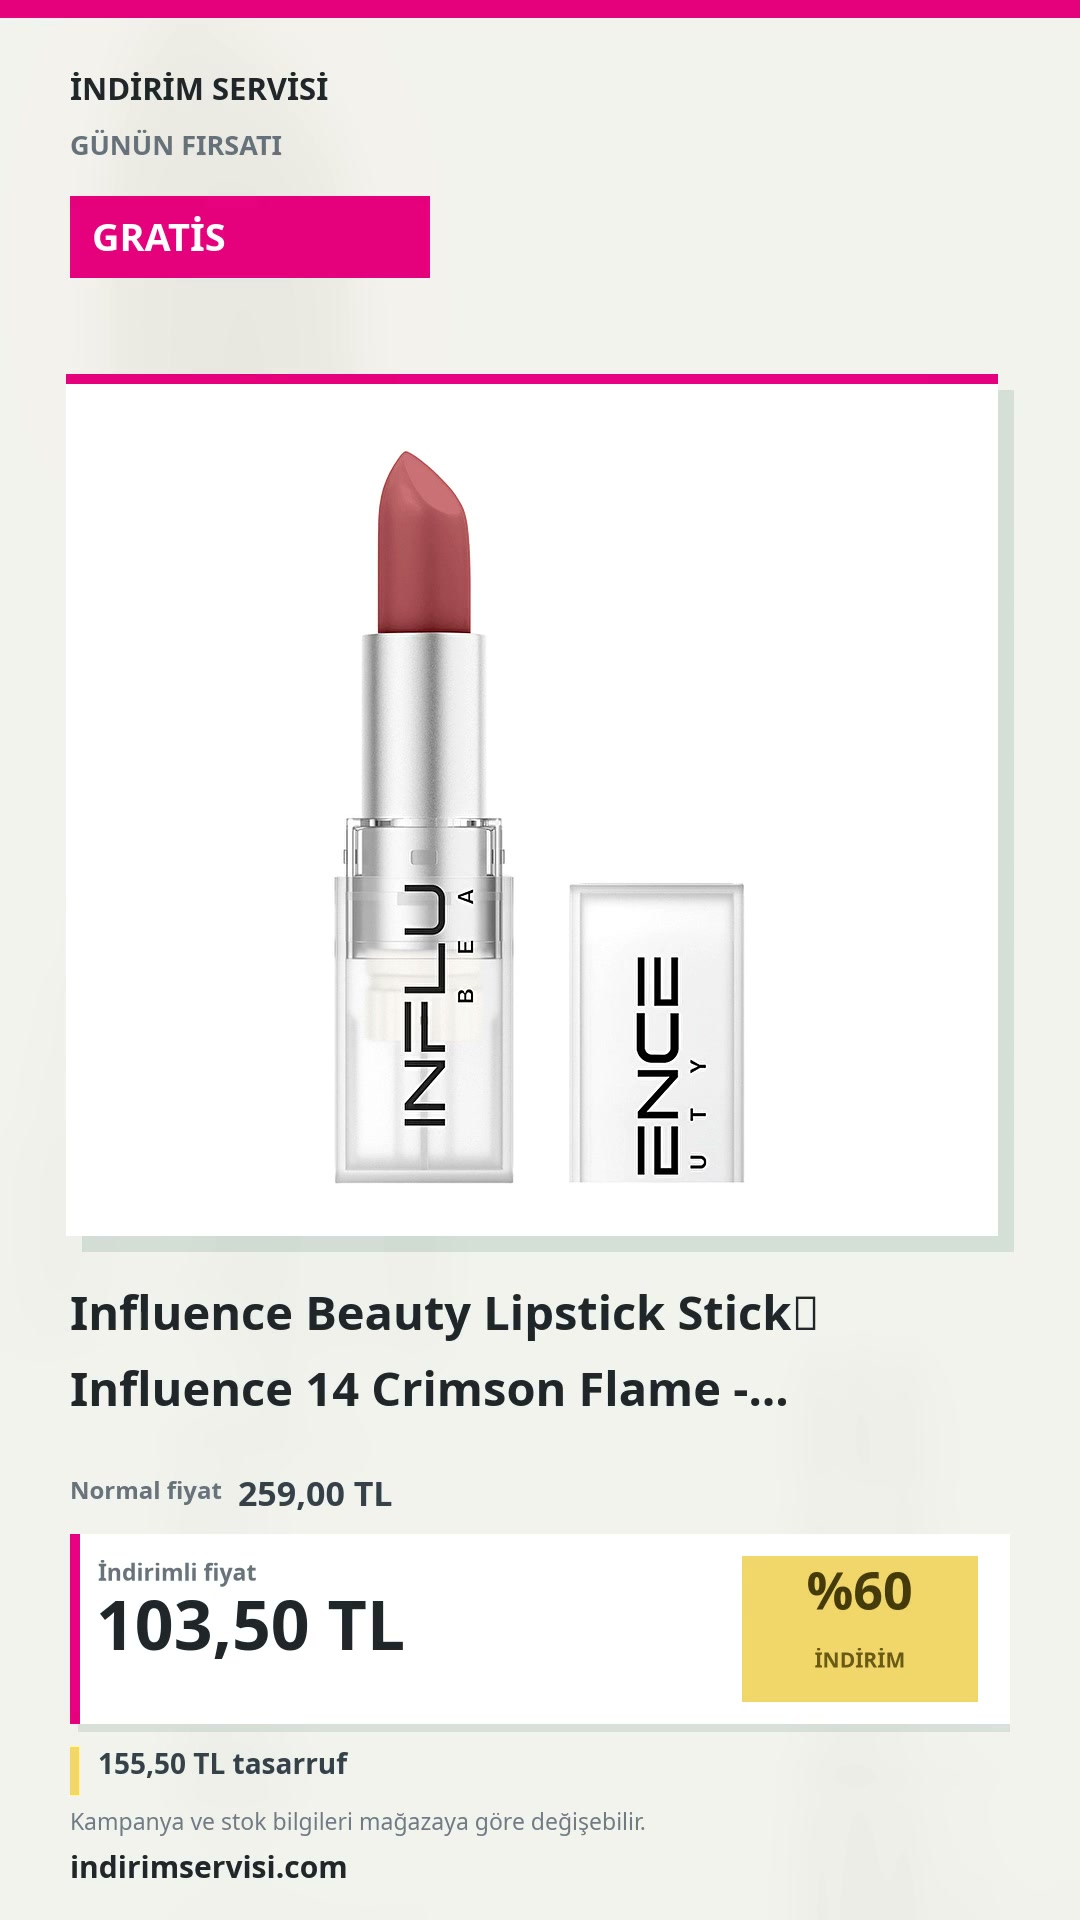 İNDİRİM SERVİSİ
GÜNÜN FIRSATI
GRATİS
INFLU
BEA
ENCE
UTY
Influence Beauty Lipstick Stick
Influence 14 Crimson Flame -...
Normal fiyat 259,00 TL
İndirimli fiyat
103,50 TL
%60
İNDİRİM
155,50 TL tasarruf
Kampanya ve stok bilgileri mağazaya göre değişebilir.
indirimservisi.com